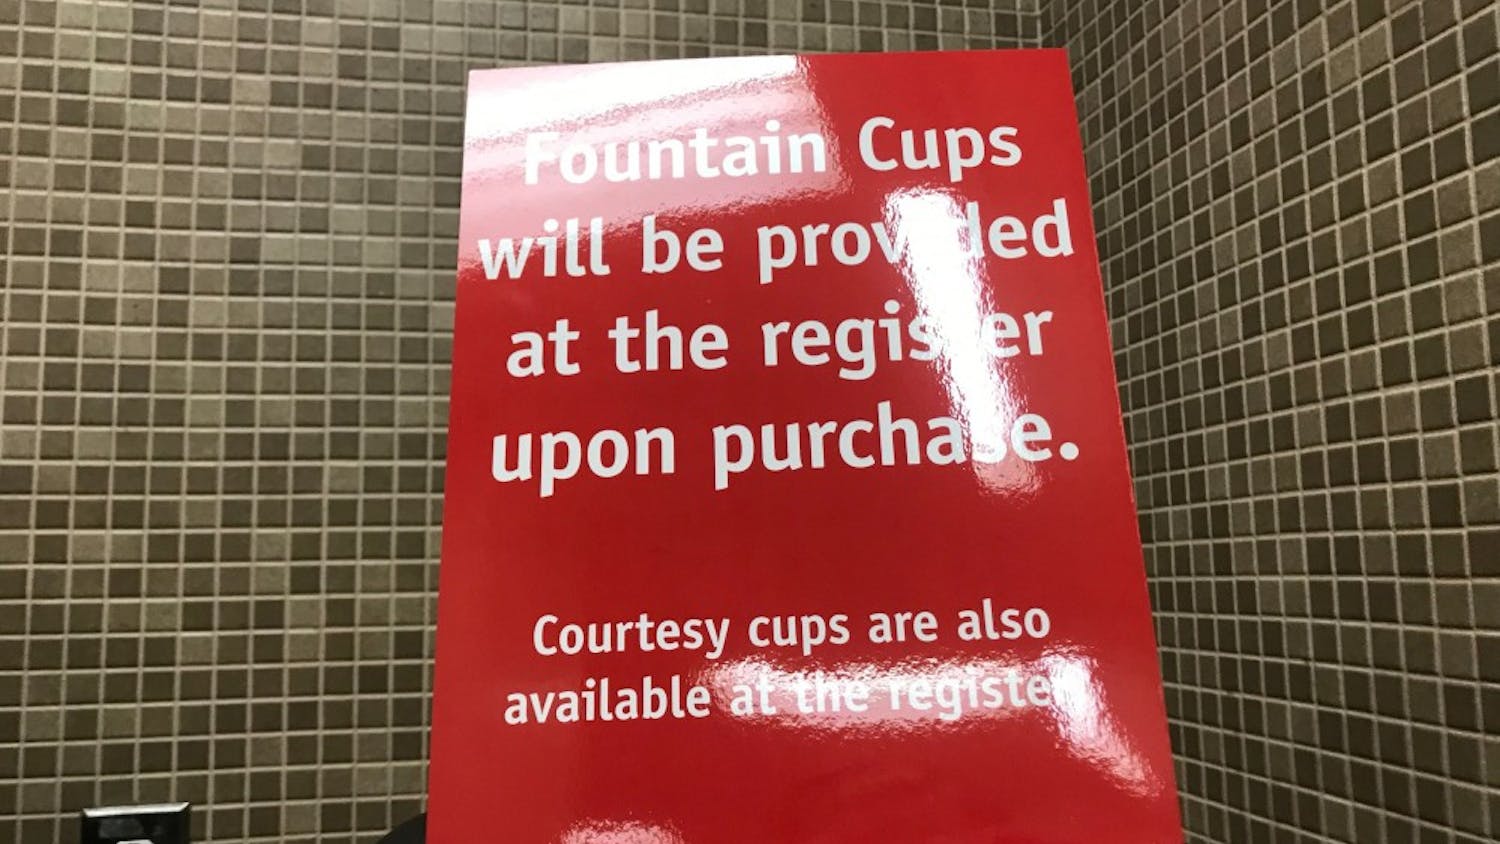 Fountain Cups
will be provided
at the register
upon purchase.
Courtesy cups are also
available at the register